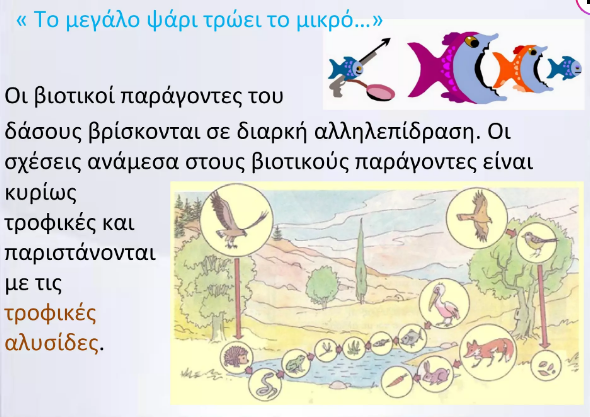 « Το μεγάλο ψάρι τρώει το μικρό...»
Οι βιοτικοί παράγοντες του
δάσους βρίσκονται σε διαρκή αλληλεπίδραση. Οι
σχέσεις ανάμεσα στους βιοτικούς παράγοντες είναι
κυρίως
τροφικές και
παριστάνονται
με τις
τροφικές
αλυσίδες.